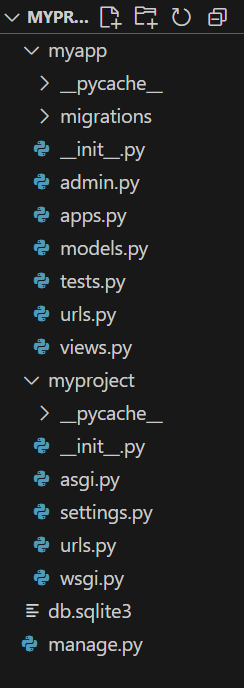 MYPR...
myapp
__pycache__
migrations
__init__.py
admin.py
apps.py
models.py
tests.py
urls.py
views.py
myproject
__pycache__
__init__.py
asgi.py
settings.py
urls.py
wsgi.py
db.sqlite3
manage.py